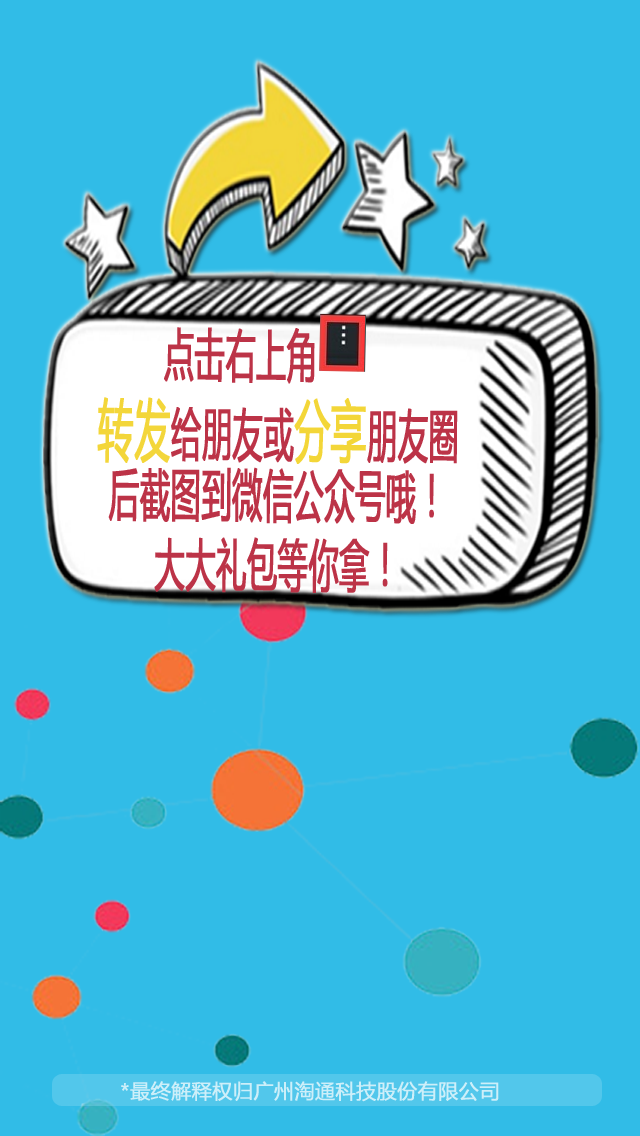 点击右上角
转发给朋友或分享朋友圈
后截图到微信公众号哦！
大大礼包等你拿！
*最终解释权归广州淘通科技股份有限公司